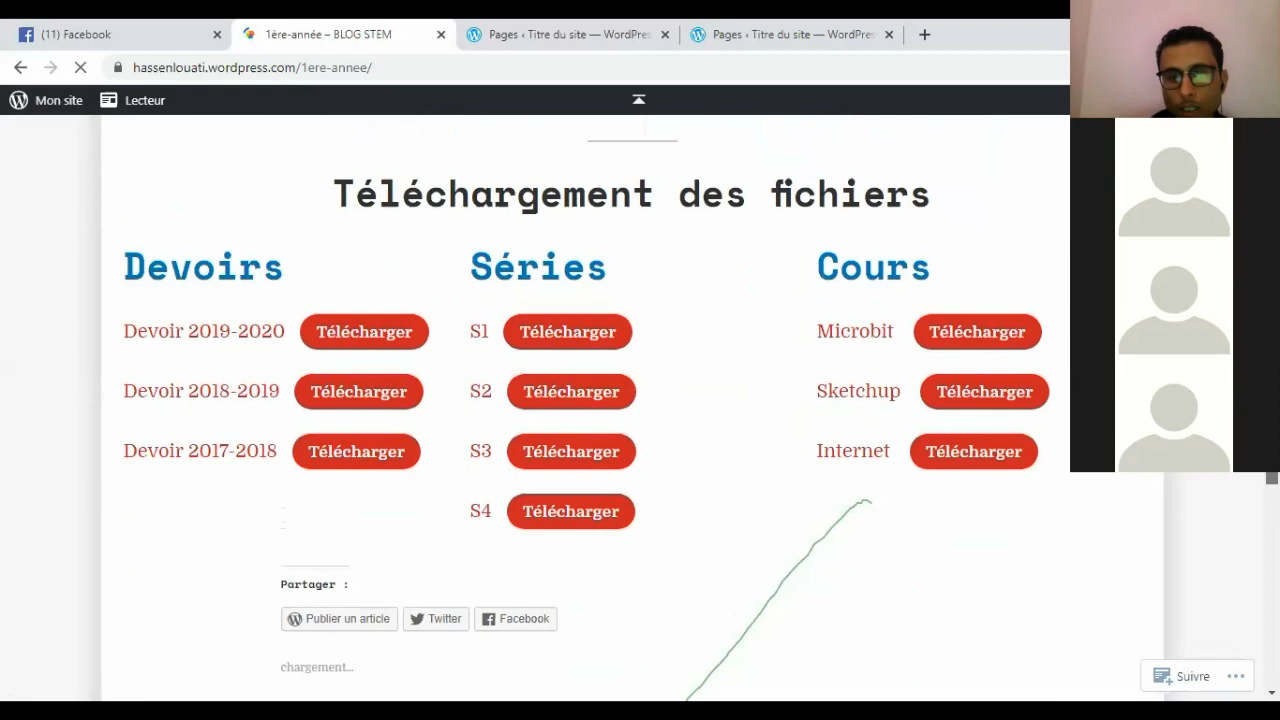 (11) Facebook
1ère-année – BLOG STEM
Pages ‹ Titre du site — WordPres
Pages ‹ Titre du site — WordPres
hassenlouati.wordpress.com/1ere-annee/
Mon site
Lecteur
Téléchargement des fichiers
Devoirs
Devoir 2019-2020 Télécharger
Devoir 2018-2019 Télécharger
Devoir 2017-2018 Télécharger
Séries
S1 Télécharger
S2 Télécharger
S3 Télécharger
S4 Télécharger
Cours
Microbit Télécharger
Sketchup Télécharger
Internet Télécharger
Partager :
Publier un article
Twitter
Facebook
chargement…
Suivre